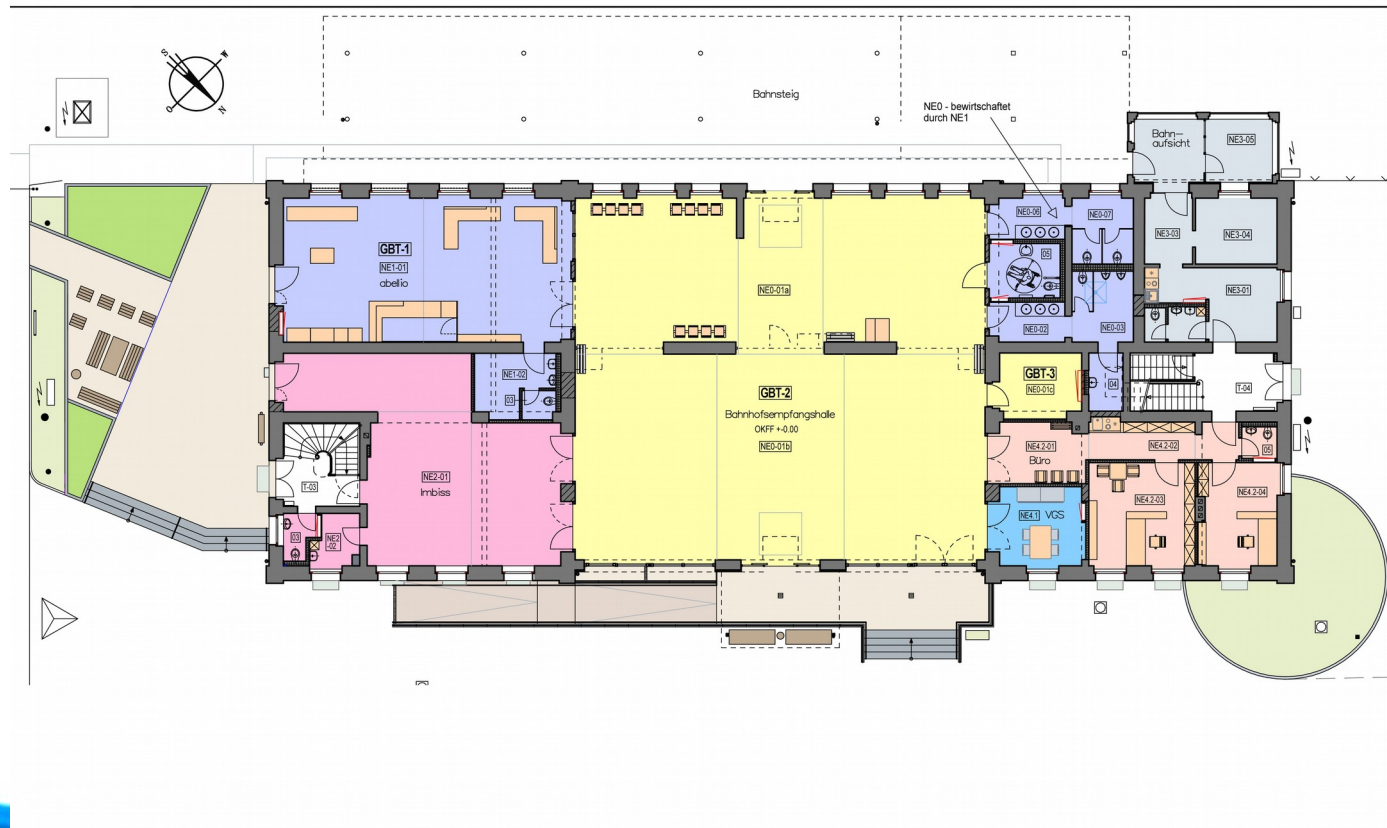 S
W
O
N
Bahnsteig
NE0 - bewirtschaftet
durch NE1
Bahn-
aufsicht
NE3-05
NE0-06
NE0-07
NE3-03
NE3-04
GBT-1
NE1-01
abellio
05
NE0-01a
NE3-01
NE0-02
NE0-03
NE1-02
03
GBT-3
NE0-01c
04
T-04
GBT-2
Bahnhofsempfangshalle
OKFF +-0.00
NE0-01b
NE4.2-01
Büro
NE4.2-02
05
NE2-01
Imbiss
T-03
NE4.2-03
NE4.2-04
NE4.1
VGS
03
NE2
-02